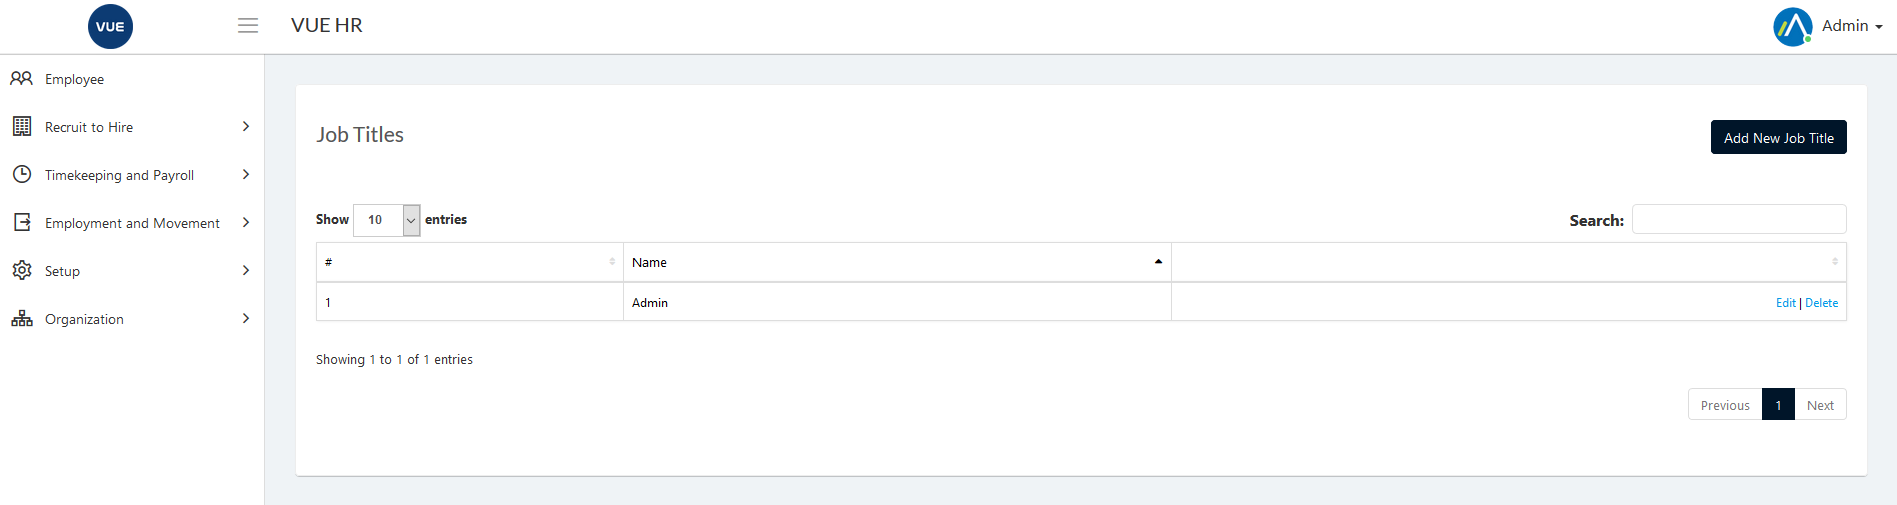 VUE
VUE HR
Admin
Employee
Recruit to Hire
Timekeeping and Payroll
Employment and Movement
Setup
Organization
Job Titles
Add New Job Title
Show 10 entries
Search:
# Name
1 Admin Edit | Delete
Showing 1 to 1 of 1 entries
Previous 1 Next